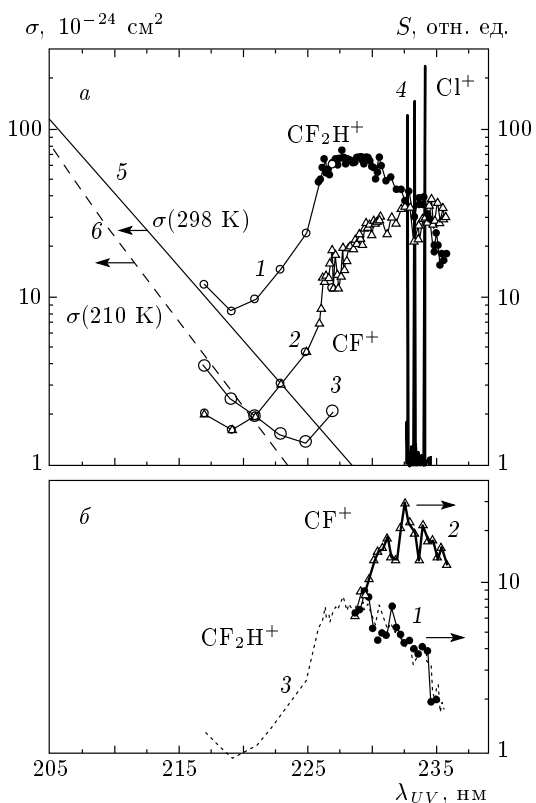 σ, 10⁻²⁴ см²
S, отн. ед.
а
4
Cl⁺
100
CF₂H⁺
100
5
6
σ(298 K)
1
10
10
σ(210 K)
2
CF⁺
3
1
1
б
CF⁺
2
10
1
CF₂H⁺
3
1
205
215
225
235
λ_UV, нм